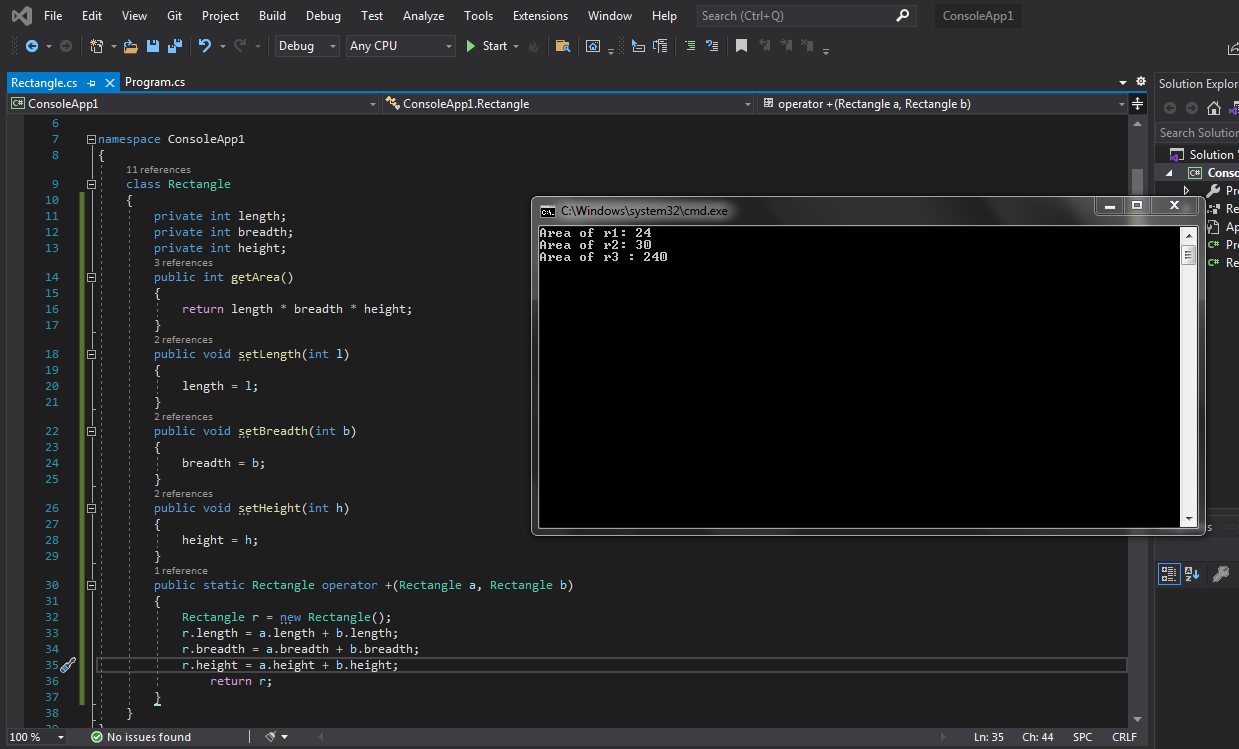 File Edit View Git Project Build Debug Test Analyze Tools Extensions Window Help Search (Ctrl+Q) ConsoleApp1
Debug Any CPU Start
Rectangle.cs Program.cs
ConsoleApp1 ConsoleApp1.Rectangle operator +(Rectangle a, Rectangle b)
6
7 namespace ConsoleApp1
8 {
11 references
9 class Rectangle
10 {
11 private int length;
12 private int breadth;
13 private int height;
3 references
14 public int getArea()
15 {
16 return length * breadth * height;
17 }
2 references
18 public void setLength(int l)
19 {
20 length = l;
21 }
2 references
22 public void setBreadth(int b)
23 {
24 breadth = b;
25 }
2 references
26 public void setHeight(int h)
27 {
28 height = h;
29 }
1 reference
30 public static Rectangle operator +(Rectangle a, Rectangle b)
31 {
32 Rectangle r = new Rectangle();
33 r.length = a.length + b.length;
34 r.breadth = a.breadth + b.breadth;
35 r.height = a.height + b.height;
36 return r;
37 }
38 }
100 % No issues found Ln: 35 Ch: 44 SPC CRLF
C:\Windows\system32\cmd.exe
Area of r1: 24
Area of r2: 30
Area of r3 : 240
Solution Explor
Search Solution
Solution
C# Conso
Pr
Re
Ap
C# Pr
C# Re